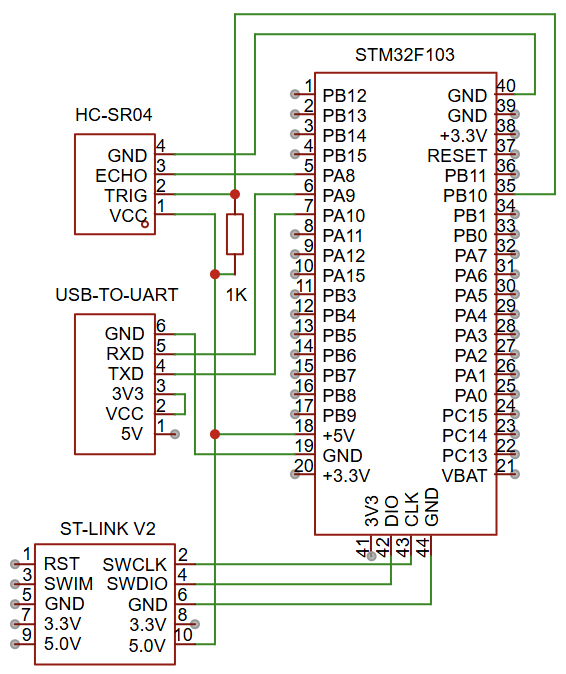 STM32F103
1 PB12
2 PB13
3 PB14
4 PB15
5 PA8
6 PA9
7 PA10
8 PA11
9 PA12
10 PA15
11 PB3
12 PB4
13 PB5
14 PB6
15 PB7
16 PB8
17 PB9
18 +5V
19 GND
20 +3.3V
GND 40
GND 39
+3.3V 38
RESET 37
PB11 36
PB10 35
PB1 34
PB0 33
PA7 32
PA6 31
PA5 30
PA4 29
PA3 28
PA2 27
PA1 26
PA0 25
PC15 24
PC14 23
PC13 22
VBAT 21
3V3 41
DIO 42
CLK 43
GND 44
HC-SR04
GND 4
ECHO 3
TRIG 2
VCC 1
1K
USB-TO-UART
GND 6
RXD 5
TXD 4
3V3 3
VCC 2
5V 1
ST-LINK V2
1 RST SWCLK 2
3 SWIM SWDIO 4
5 GND GND 6
7 3.3V 3.3V 8
9 5.0V 5.0V 10